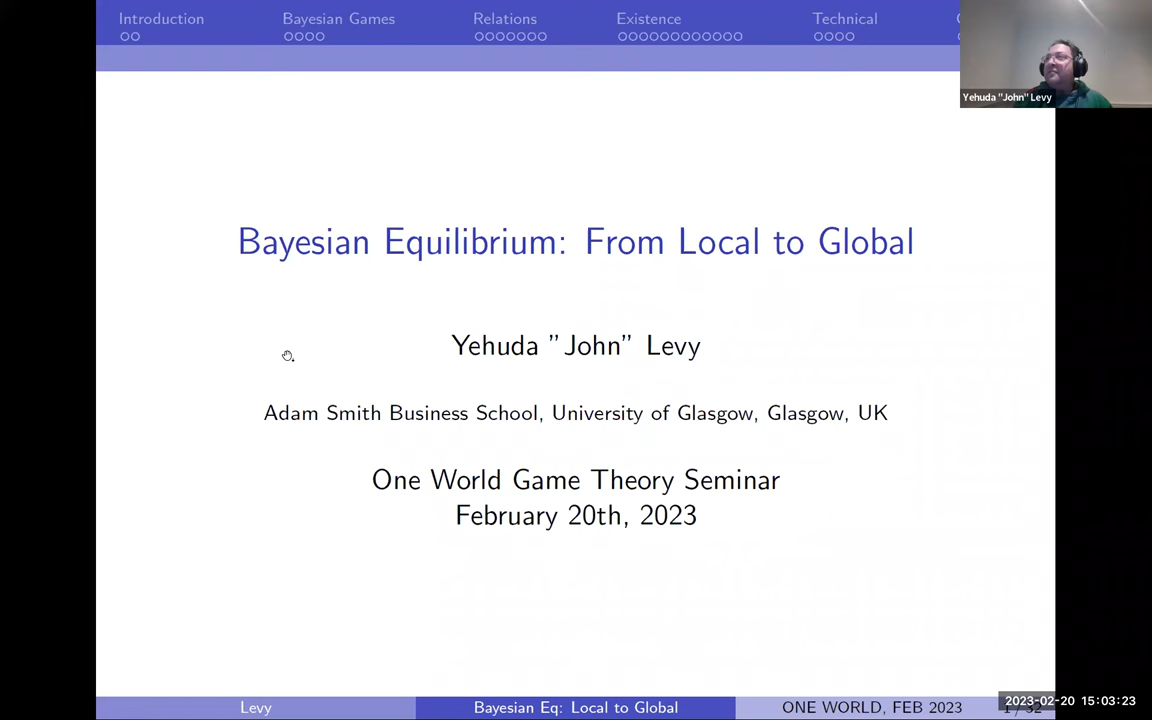 Introduction Bayesian Games Relations Existence Technical
Yehuda "John" Levy
Bayesian Equilibrium: From Local to Global
Yehuda "John" Levy
Adam Smith Business School, University of Glasgow, Glasgow, UK
One World Game Theory Seminar
February 20th, 2023
Levy Bayesian Eq: Local to Global ONE WORLD, FEB 2023
2023-02-20 15:03:23